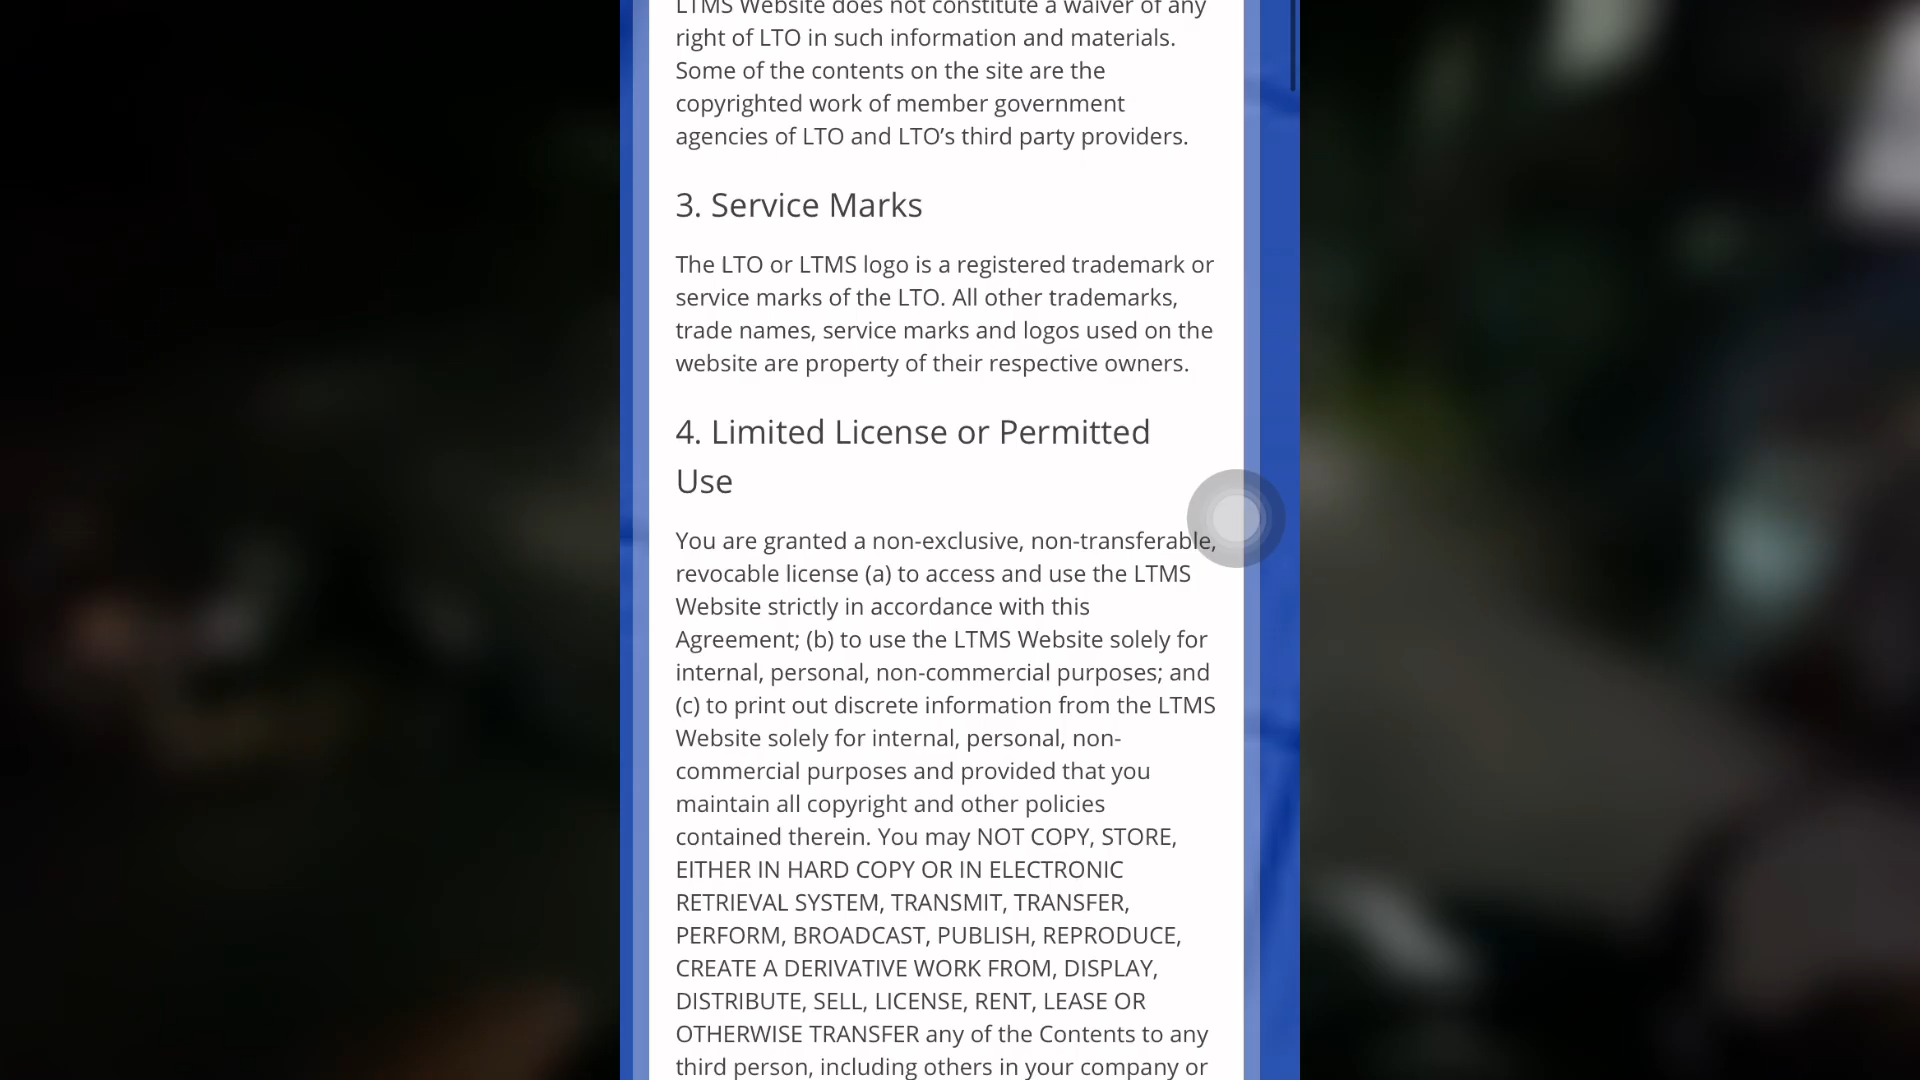 LTMS Website does not constitute a waiver of any
right of LTO in such information and materials.
Some of the contents on the site are the
copyrighted work of member government
agencies of LTO and LTO’s third party providers.
3. Service Marks
The LTO or LTMS logo is a registered trademark or
service marks of the LTO. All other trademarks,
trade names, service marks and logos used on the
website are property of their respective owners.
4. Limited License or Permitted
Use
You are granted a non-exclusive, non-transferable,
revocable license (a) to access and use the LTMS
Website strictly in accordance with this
Agreement; (b) to use the LTMS Website solely for
internal, personal, non-commercial purposes; and
(c) to print out discrete information from the LTMS
Website solely for internal, personal, non-
commercial purposes and provided that you
maintain all copyright and other policies
contained therein. You may NOT COPY, STORE,
EITHER IN HARD COPY OR IN ELECTRONIC
RETRIEVAL SYSTEM, TRANSMIT, TRANSFER,
PERFORM, BROADCAST, PUBLISH, REPRODUCE,
CREATE A DERIVATIVE WORK FROM, DISPLAY,
DISTRIBUTE, SELL, LICENSE, RENT, LEASE OR
OTHERWISE TRANSFER any of the Contents to any
third person, including others in your company or